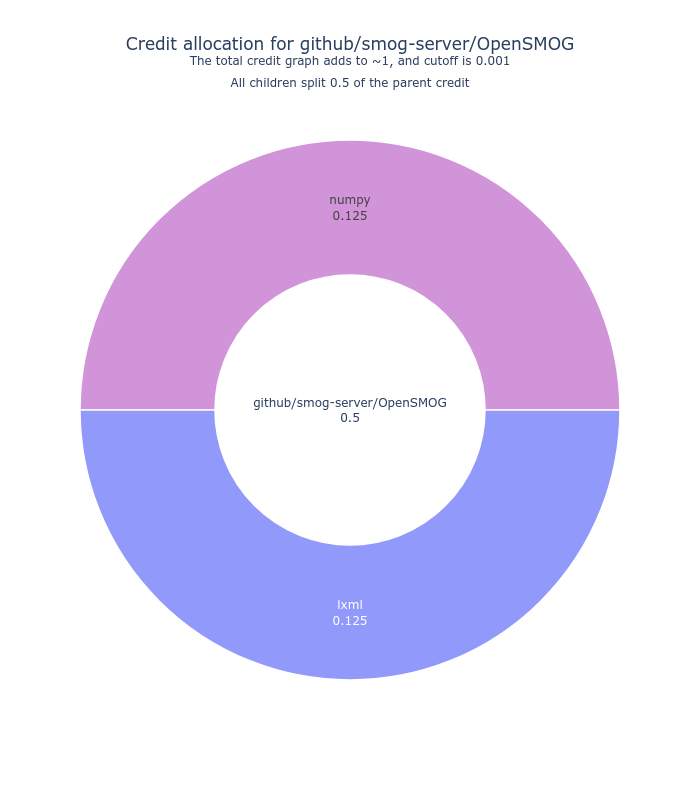 Credit allocation for github/smog-server/OpenSMOG
The total credit graph adds to ~1, and cutoff is 0.001
All children split 0.5 of the parent credit
numpy
0.125
github/smog-server/OpenSMOG
0.5
lxml
0.125